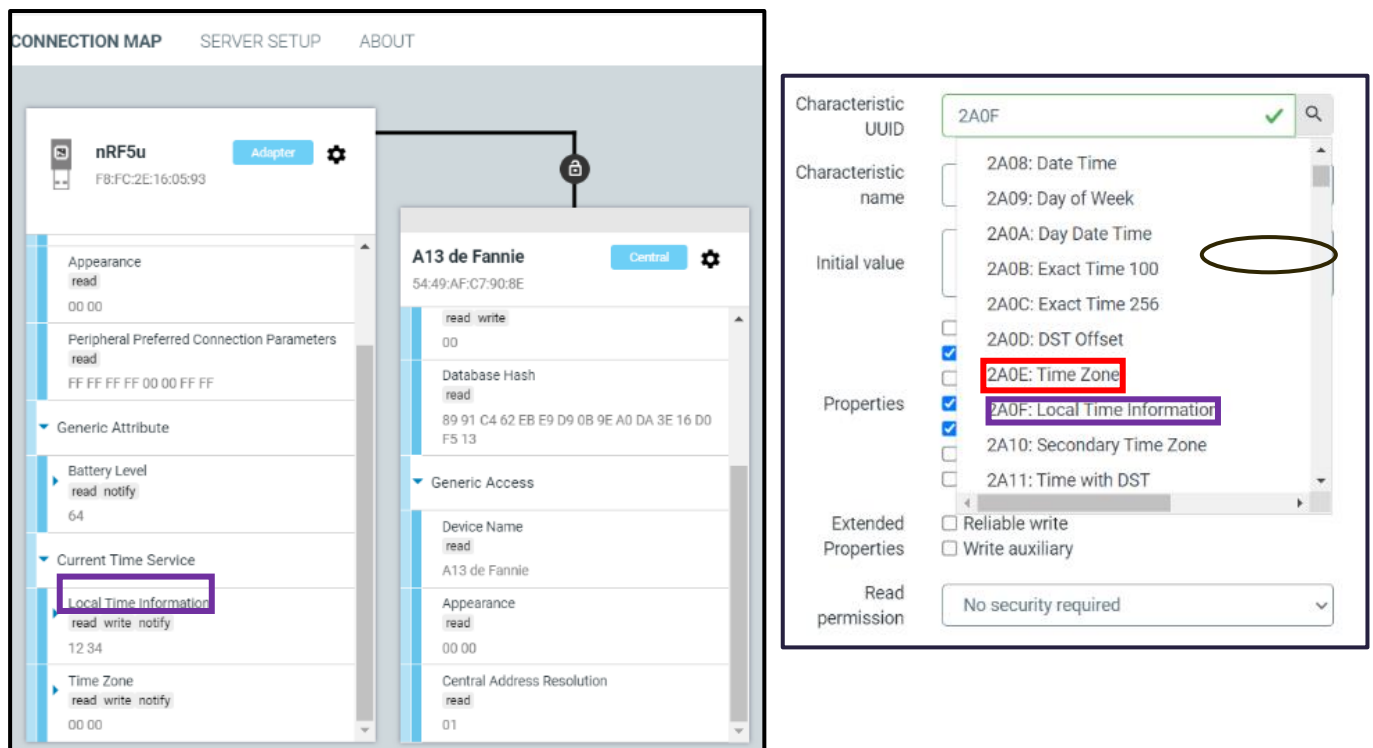 CONNECTION MAP SERVER SETUP ABOUT
nRF5u Adapter
F8:FC:2E:16:05:93
Appearance
read
00 00
Peripheral Preferred Connection Parameters
read
FF FF FF FF 00 00 FF FF
Generic Attribute
Battery Level
read notify
64
Current Time Service
Local Time Information
read write notify
12 34
Time Zone
read write notify
00 00
A13 de Fannie Central
54:49:AF:C7:90:8E
read write
00
Database Hash
read
89 91 C4 62 EB E9 D9 0B 9E A0 DA 3E 16 D0
F5 13
Generic Access
Device Name
read
A13 de Fannie
Appearance
read
00 00
Central Address Resolution
read
01
Characteristic
UUID
2A0F
Characteristic
name
Initial value
2A08: Date Time
2A09: Day of Week
2A0A: Day Date Time
2A0B: Exact Time 100
2A0C: Exact Time 256
2A0D: DST Offset
2A0E: Time Zone
2A0F: Local Time Information
2A10: Secondary Time Zone
2A11: Time with DST
Properties
Extended
Properties
Reliable write
Write auxiliary
Read
permission
No security required